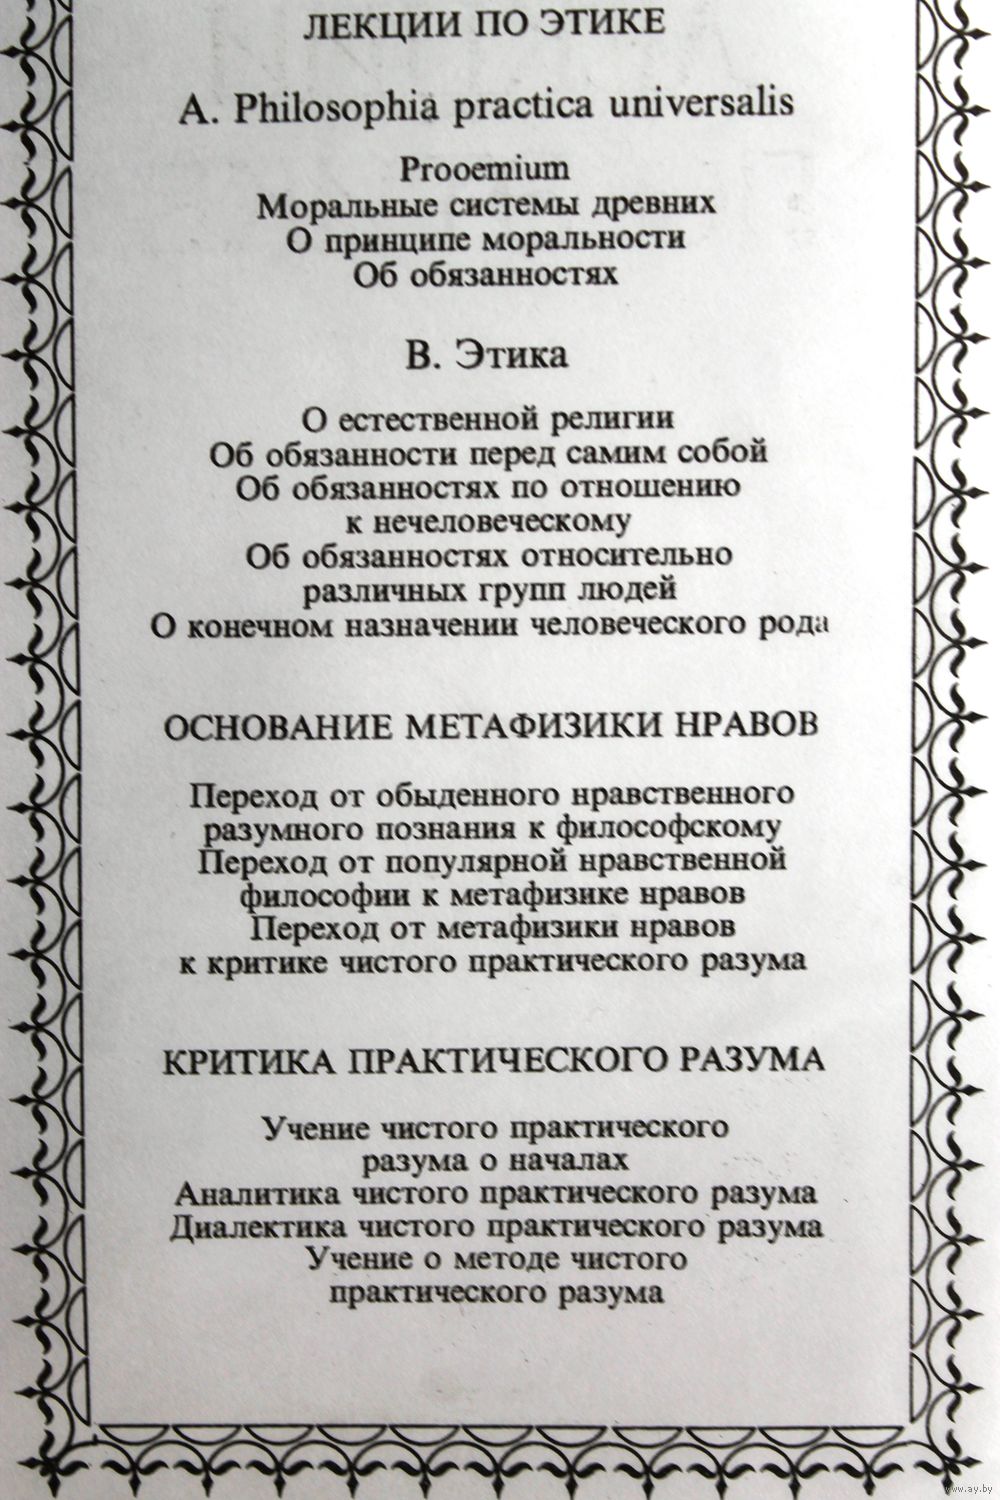 ЛЕКЦИИ ПО ЭТИКЕ
A. Philosophia practica universalis
Prooemium
Моральные системы древних
О принципе моральности
Об обязанностях
B. Этика
О естественной религии
Об обязанности перед самим собой
Об обязанностях по отношению
к нечеловеческому
Об обязанностях относительно
различных групп людей
О конечном назначении человеческого рода
ОСНОВАНИЕ МЕТАФИЗИКИ НРАВОВ
Переход от обыденного нравственного
разумного познания к философскому
Переход от популярной нравственной
философии к метафизике нравов
Переход от метафизики нравов
к критике чистого практического разума
КРИТИКА ПРАКТИЧЕСКОГО РАЗУМА
Учение чистого практического
разума о началах
Аналитика чистого практического разума
Диалектика чистого практического разума
Учение о методе чистого
практического разума
www.ay.by